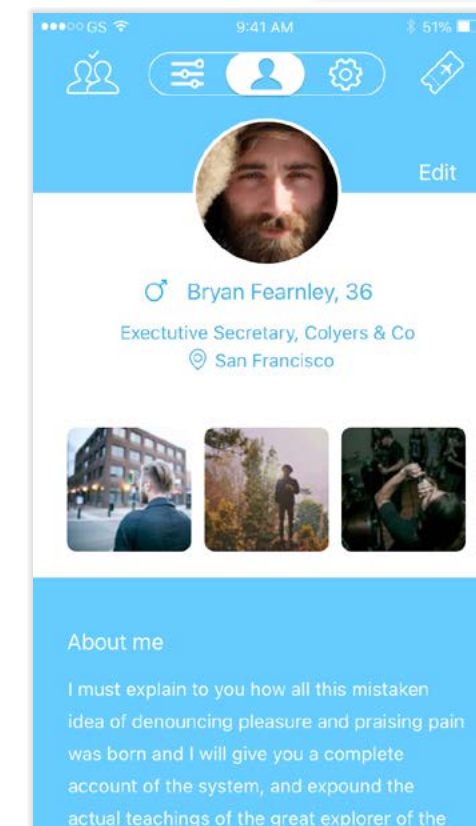 GS 9:41 AM 51%
Edit
Bryan Fearnley, 36
Exectutive Secretary, Colyers & Co
San Francisco
About me
I must explain to you how all this mistaken
idea of denouncing pleasure and praising pain
was born and I will give you a complete
account of the system, and expound the
actual teachings of the great explorer of the